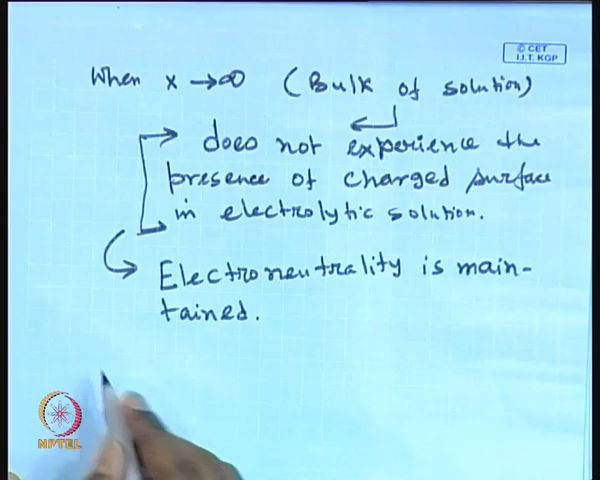 © CET
I.I.T. KGP
When x → ∞ (Bulk of solution)
does not experience the
presence of charged surface
in electrolytic solution.
Electroneutrality is main-
tained.
NPTEL